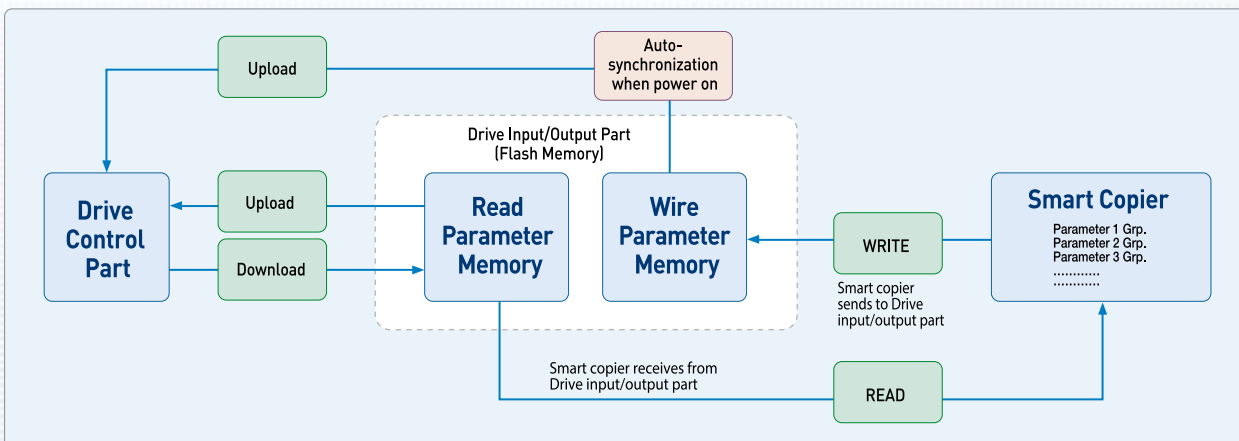 Upload
Auto-
synchronization
when power on
Drive Input/Output Part
(Flash Memory)
Drive
Control
Part
Upload
Download
Read
Parameter
Memory
Wire
Parameter
Memory
WRITE
Smart copier
sends to Drive
input/output part
Smart Copier
Parameter 1 Grp.
Parameter 2 Grp.
Parameter 3 Grp.
............
............
Smart copier receives from
Drive input/output part
READ